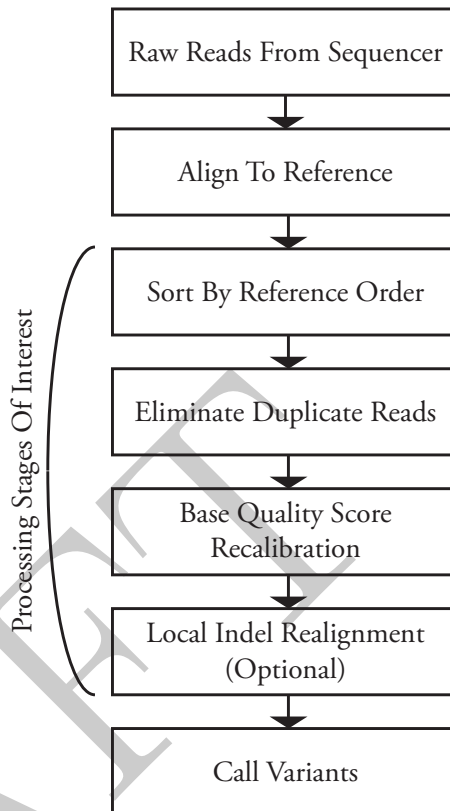 Raw Reads From Sequencer
Align To Reference
Processing Stages Of Interest
Sort By Reference Order
Eliminate Duplicate Reads
Base Quality Score
Recalibration
Local Indel Realignment
(Optional)
Call Variants